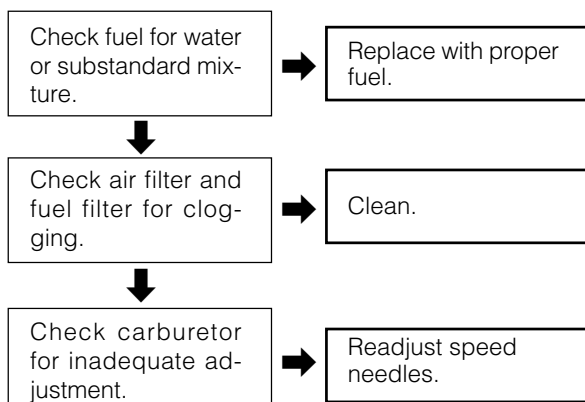 Check fuel for water
or substandard mix-
ture.
Replace with proper
fuel.
Check air filter and
fuel filter for clog-
ging.
Clean.
Check carburetor
for inadequate ad-
justment.
Readjust speed
needles.